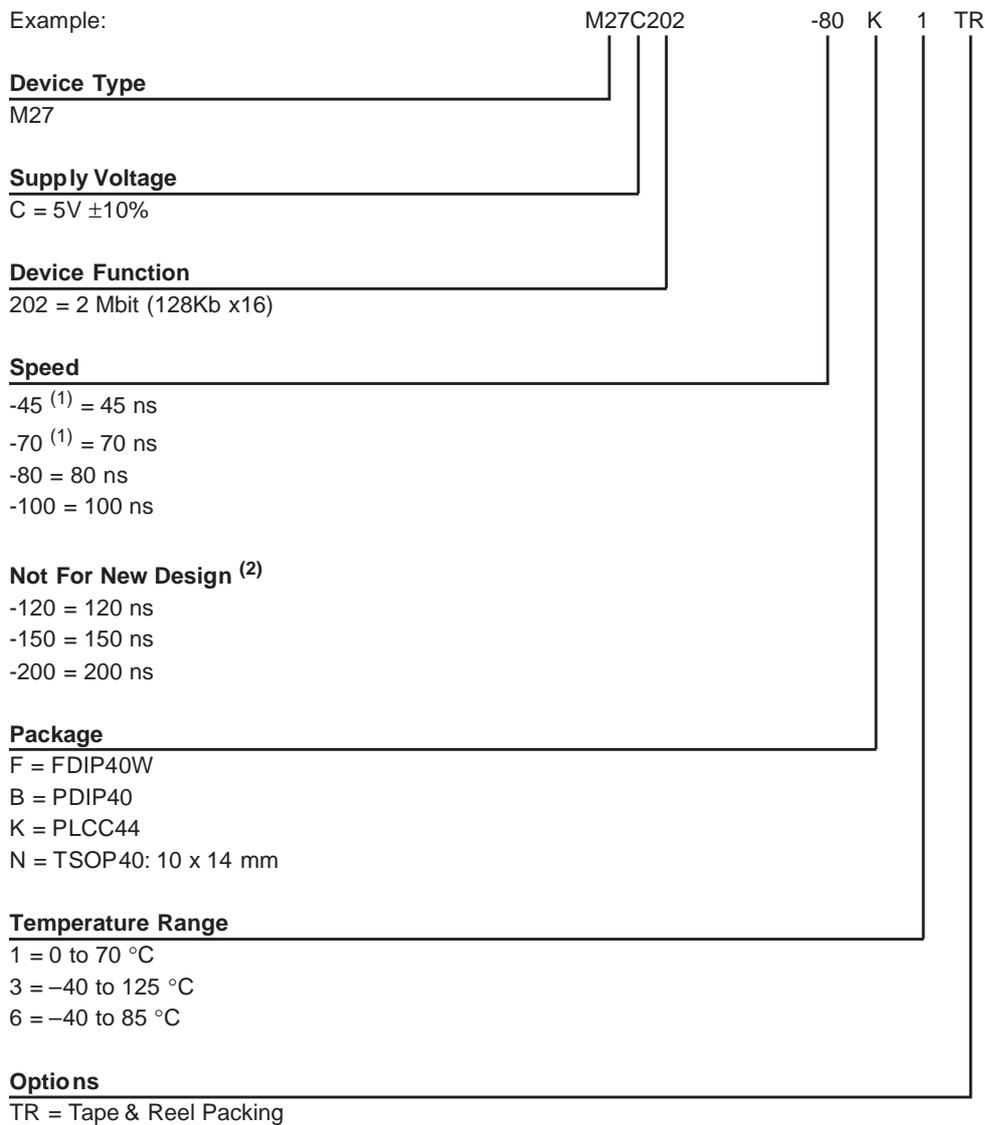 Example: M27C202 -80 K 1 TR
Device Type
M27
Supply Voltage
C = 5V ±10%
Device Function
202 = 2 Mbit (128Kb x16)
Speed
-45 (1) = 45 ns
-70 (1) = 70 ns
-80 = 80 ns
-100 = 100 ns
Not For New Design (2)
-120 = 120 ns
-150 = 150 ns
-200 = 200 ns
Package
F = FDIP40W
B = PDIP40
K = PLCC44
N = TSOP40: 10 x 14 mm
Temperature Range
1 = 0 to 70 °C
3 = –40 to 125 °C
6 = –40 to 85 °C
Options
TR = Tape & Reel Packing